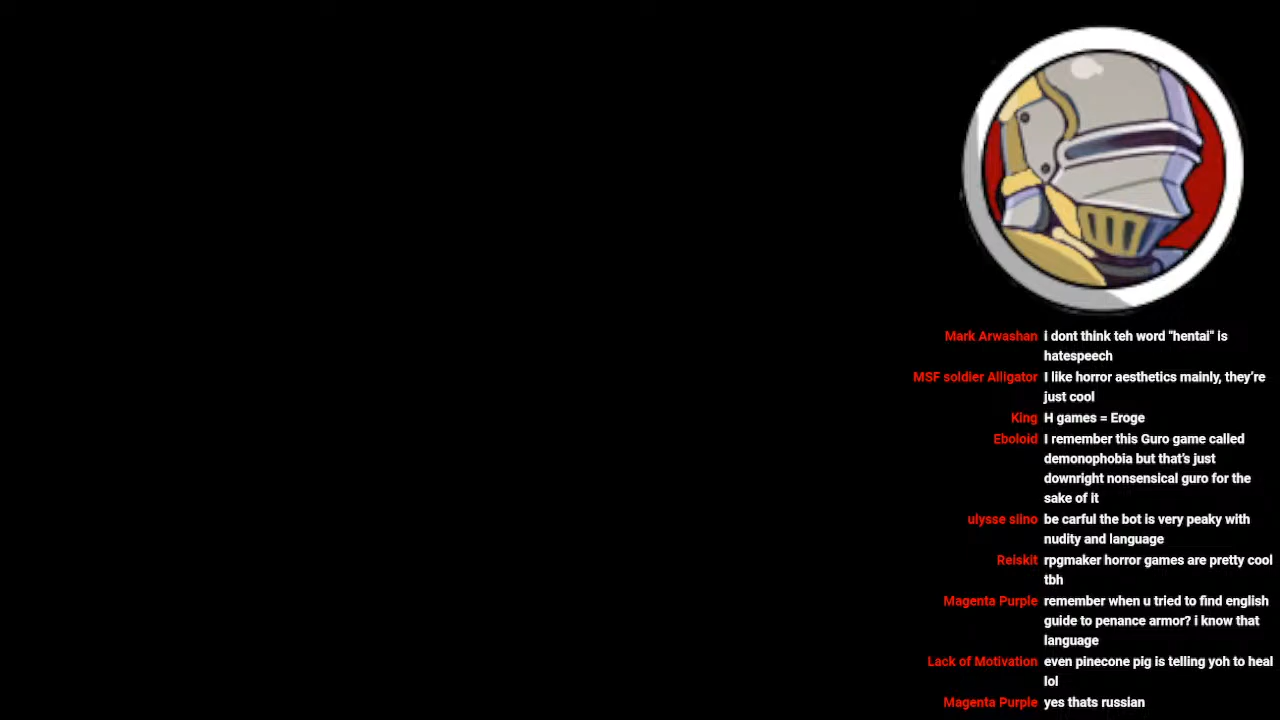 Mark Arwashan i dont think teh word "hentai" is
hatespeech
MSF soldier Alligator I like horror aesthetics mainly, they're
just cool
King H games = Eroge
Eboloid I remember this Guro game called
demonophobia but that's just
downright nonsensical guro for the
sake of it
ulysse siino be carful the bot is very peaky with
nudity and language
Reiskit rpgmaker horror games are pretty cool
tbh
Magenta Purple remember when u tried to find english
guide to penance armor? i know that
language
Lack of Motivation even pinecone pig is telling yoh to heal
lol
Magenta Purple yes thats russian